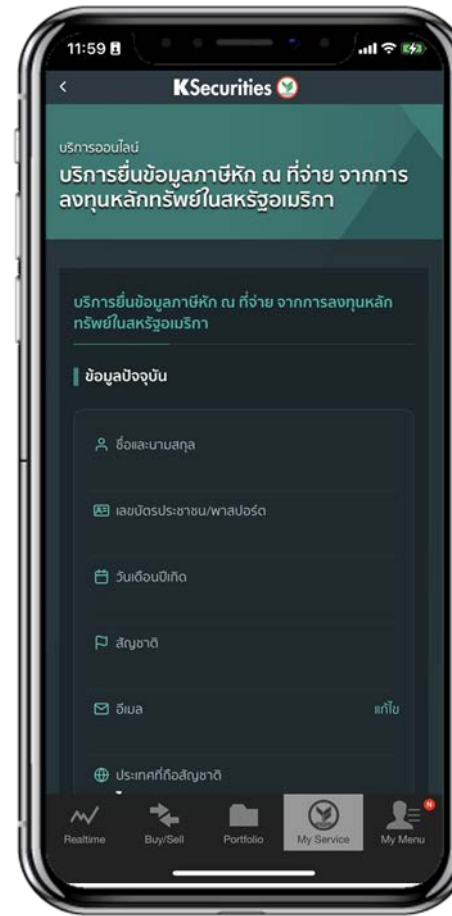 11:59
KSecurities
บริการออนไลน์
บริการยื่นข้อมูลภาษีหัก ณ ที่จ่าย จากการ
ลงทุนหลักทรัพย์ในสหรัฐอเมริกา
บริการยื่นข้อมูลภาษีหัก ณ ที่จ่าย จากการลงทุนหลัก
ทรัพย์ในสหรัฐอเมริกา
ข้อมูลปัจจุบัน
ชื่อและนามสกุล
เลขบัตรประชาชน/พาสปอร์ต
วันเดือนปีเกิด
สัญชาติ
อีเมล แก้ไข
ประเทศที่ถือสัญชาติ
N
Realtime Buy/Sell Portfolio My Service My Menu